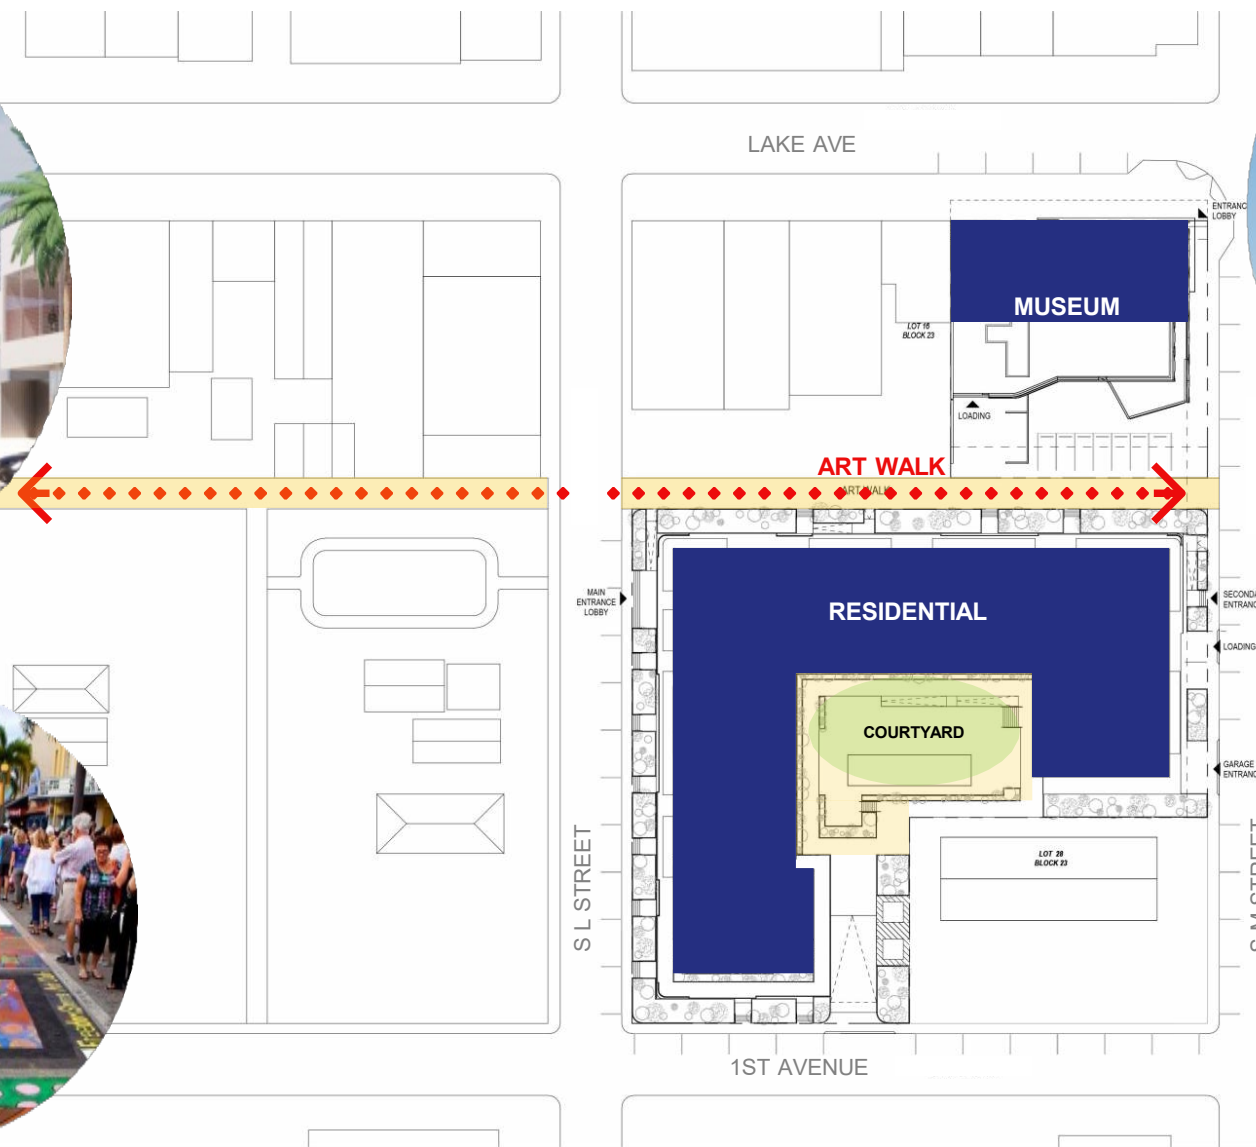 LAKE AVE
ENTRANC
LOBBY
MUSEUM
LOT 16
BLOCK 23
LOADING
ART WALK
ART WALK
MAIN
ENTRANCE
LOBBY
RESIDENTIAL
SECONDA
ENTRANC
LOADING
COURTYARD
GARAGE
ENTRANC
S L STREET
LOT 28
BLOCK 23
S M STREET
1ST AVENUE